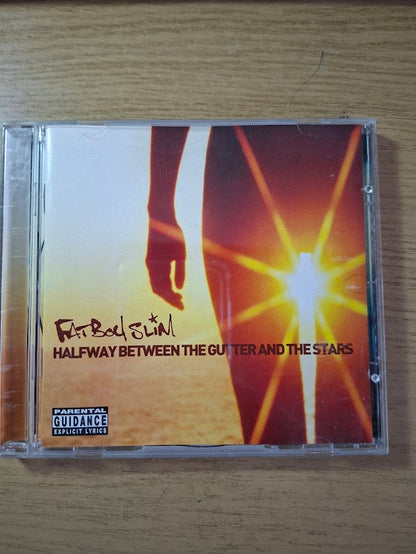 FATBOY SLIM
HALFWAY BETWEEN THE GUTTER AND THE STARS
PARENTAL
GUIDANCE
EXPLICIT LYRICS